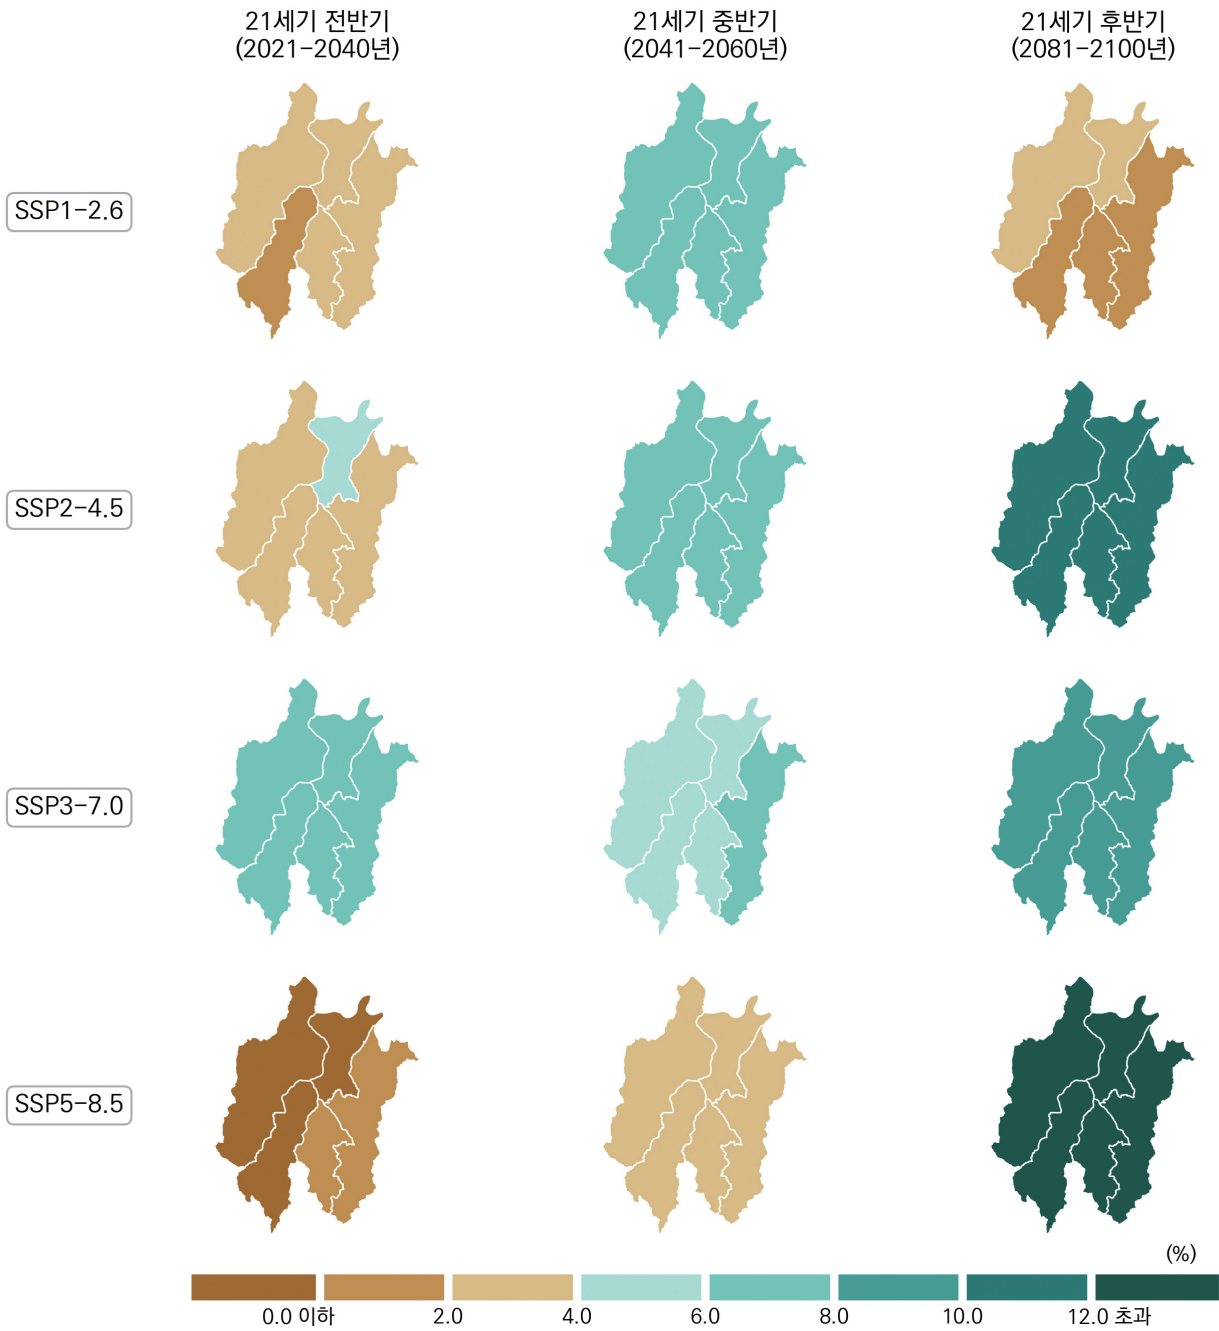 21세기 전반기
(2021-2040년)
21세기 중반기
(2041-2060년)
21세기 후반기
(2081-2100년)
SSP1-2.6
SSP2-4.5
SSP3-7.0
SSP5-8.5
(%)
0.0 이하 2.0 4.0 6.0 8.0 10.0 12.0 초과